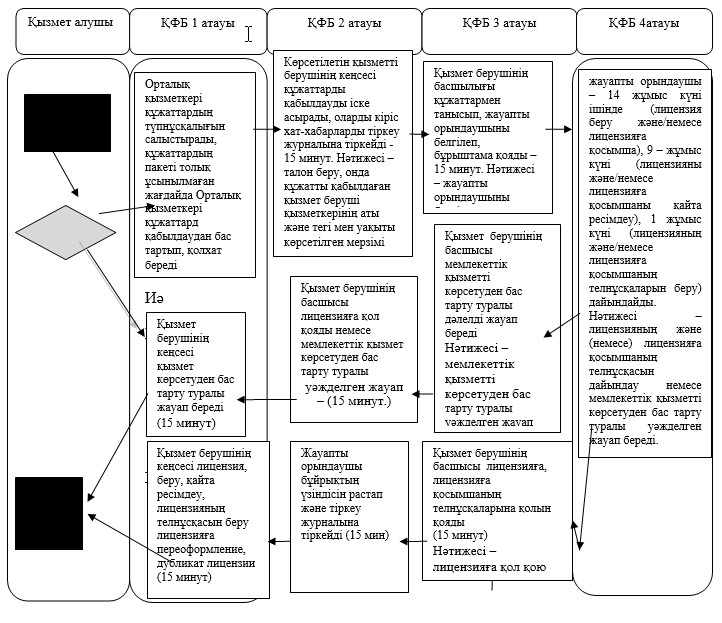 Қызмет алушы
ҚФБ 1 атауы
ҚФБ 2 атауы
ҚФБ 3 атауы
ҚФБ 4атауы
Орталық
қызметкері
құжаттардың
түпнұсқалығын
салыстырады,
құжаттардың
пакеті толық
ұсынылмаған
жағдайда Орталық
қызметкері
құжаттард
қабылдаудан бас
тартып, қолхат
береді
Көрсетілетін қызметті
берушінің кеңсесі
құжаттарды
қабылдауды іске
асырады, оларды кіріс
хат-хабарларды тіркеу
журналына тіркейді -
15 минут. Нәтижесі –
талон беру, онда
құжатты қабылдаған
қызмет беруші
қызметкерінің аты
және тегі мен уақыты
көрсетілген мерзімі
Қызмет берушінің
басшылығы
құжаттармен
танысып, жауапты
орындаушыны
белгілеп,
бұрыштама қояды –
15 минут. Нәтижесі
– жауапты
орындаушыны
жауапты орындаушы
– 14 жұмыс күні
ішінде (лицензия
беру және/немесе
лицензияға
қосымша), 9 – жұмыс
күні (лицензияны
және/немесе
лицензияға
қосымшаны қайта
ресімдеу), 1 жұмыс
күні (лицензияның
және/немесе
лицензияға
қосымшаның
телнұсқаларын беру)
дайындайды.
Нәтижесі –
лицензияның және
(немесе) лицензияға
қосымшаның
телнұсқасын
дайындау немесе
мемлекеттік қызметті
көрсетуден бас тарту
туралы уәжделген
жауап береді.
Қызмет берушінің
басшысы
мемлекеттік
қызметті
көрсетуден бас
тарту туралы
дәлелді жауап
береді
Нәтижесі –
мемлекеттік
қызметті
көрсетуден бас
тарту туралы
уәжделген жауап
Қызмет берушінің
басшысы
лицензияға қол
қояды немесе
мемлекеттік қызмет
көрсетуден бас
тарту туралы
уәжделген жауап
– (15 минут.)
Иә
Қызмет
берушінің
кеңсесі
қызмет
көрсетуден бас
тарту туралы
жауап береді
(15 минут)
Қызмет берушінің
кеңсесі лицензия,
беру, қайта
ресімдеу,
лицензияның
телнұсқасын беру
лицензияға
переоформление,
дубликат лицензии
(15 минут)
Жауапты
орындаушы
бұйрықтың
үзіндісін растап
және тіркеу
журналына
тіркейді (15 мин)
Қызмет берушінің
басшысы лицензияға,
лицензияға
қосымшаның
телнұсқаларына қолын
қояды
(15 минут)
Нәтижесі –
лицензияға қол қою